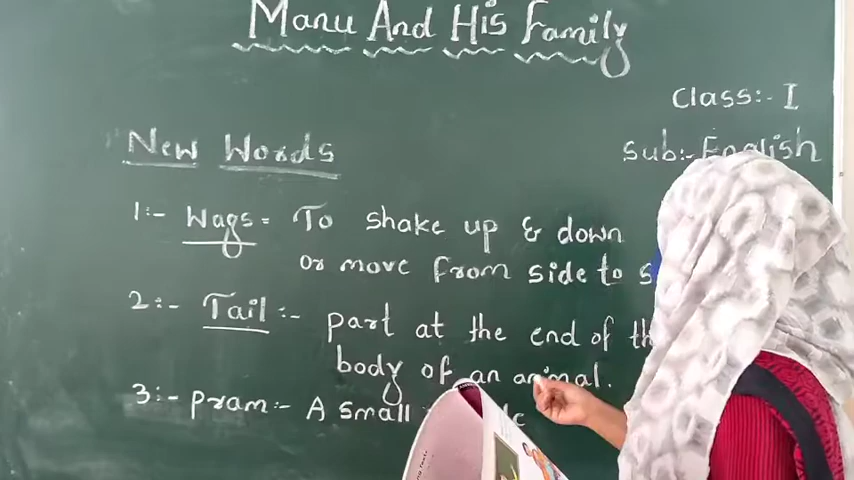 Manu And His Family
Class:- I
Sub:- English
New Words
1:- Wags = To shake up & down
or move from side to
2:- Tail :- part at the end of
body of an animal.
3:- pram :- A small